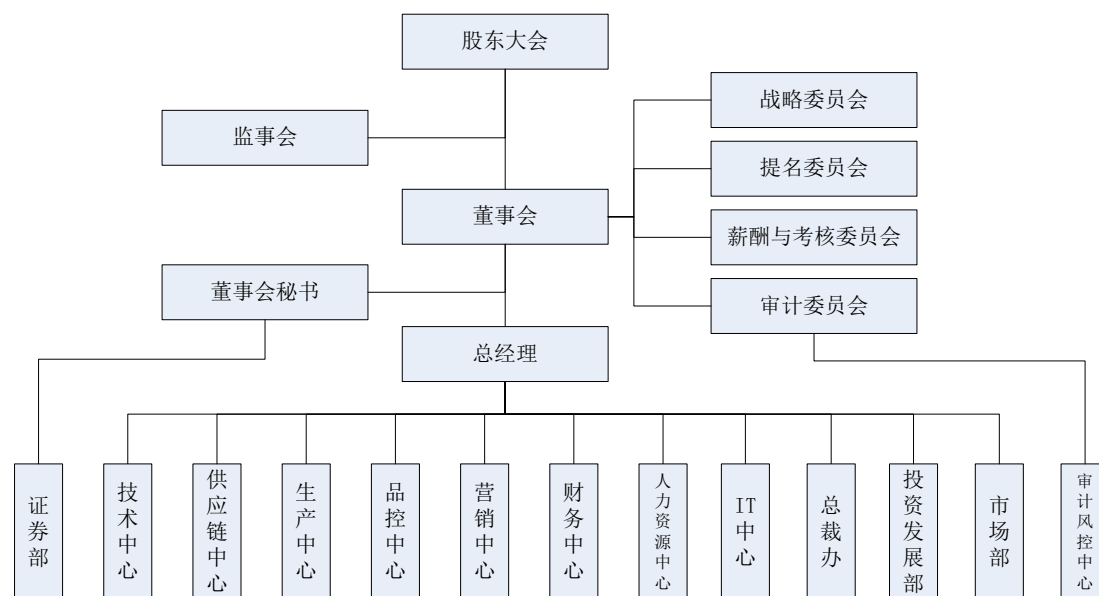 股东大会
战略委员会
监事会
提名委员会
董事会
薪酬与考核委员会
董事会秘书
审计委员会
总经理
证券部
技术中心
供应链中心
生产中心
品控中心
营销中心
财务中心
人力资源中心
IT中心
总裁办
投资发展部
市场部
审计风控中心